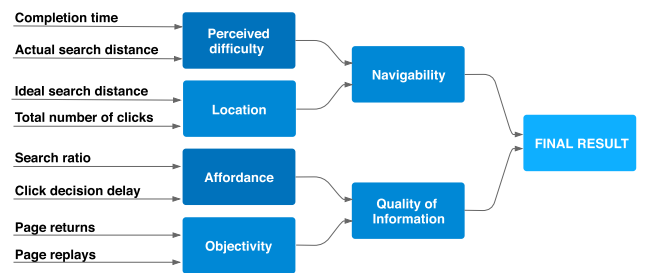 Completion time
Actual search distance
Perceived
difficulty
Ideal search distance
Total number of clicks
Location
Navigability
Search ratio
Click decision delay
Affordance
Page returns
Page replays
Objectivity
Quality of
Information
FINAL RESULT